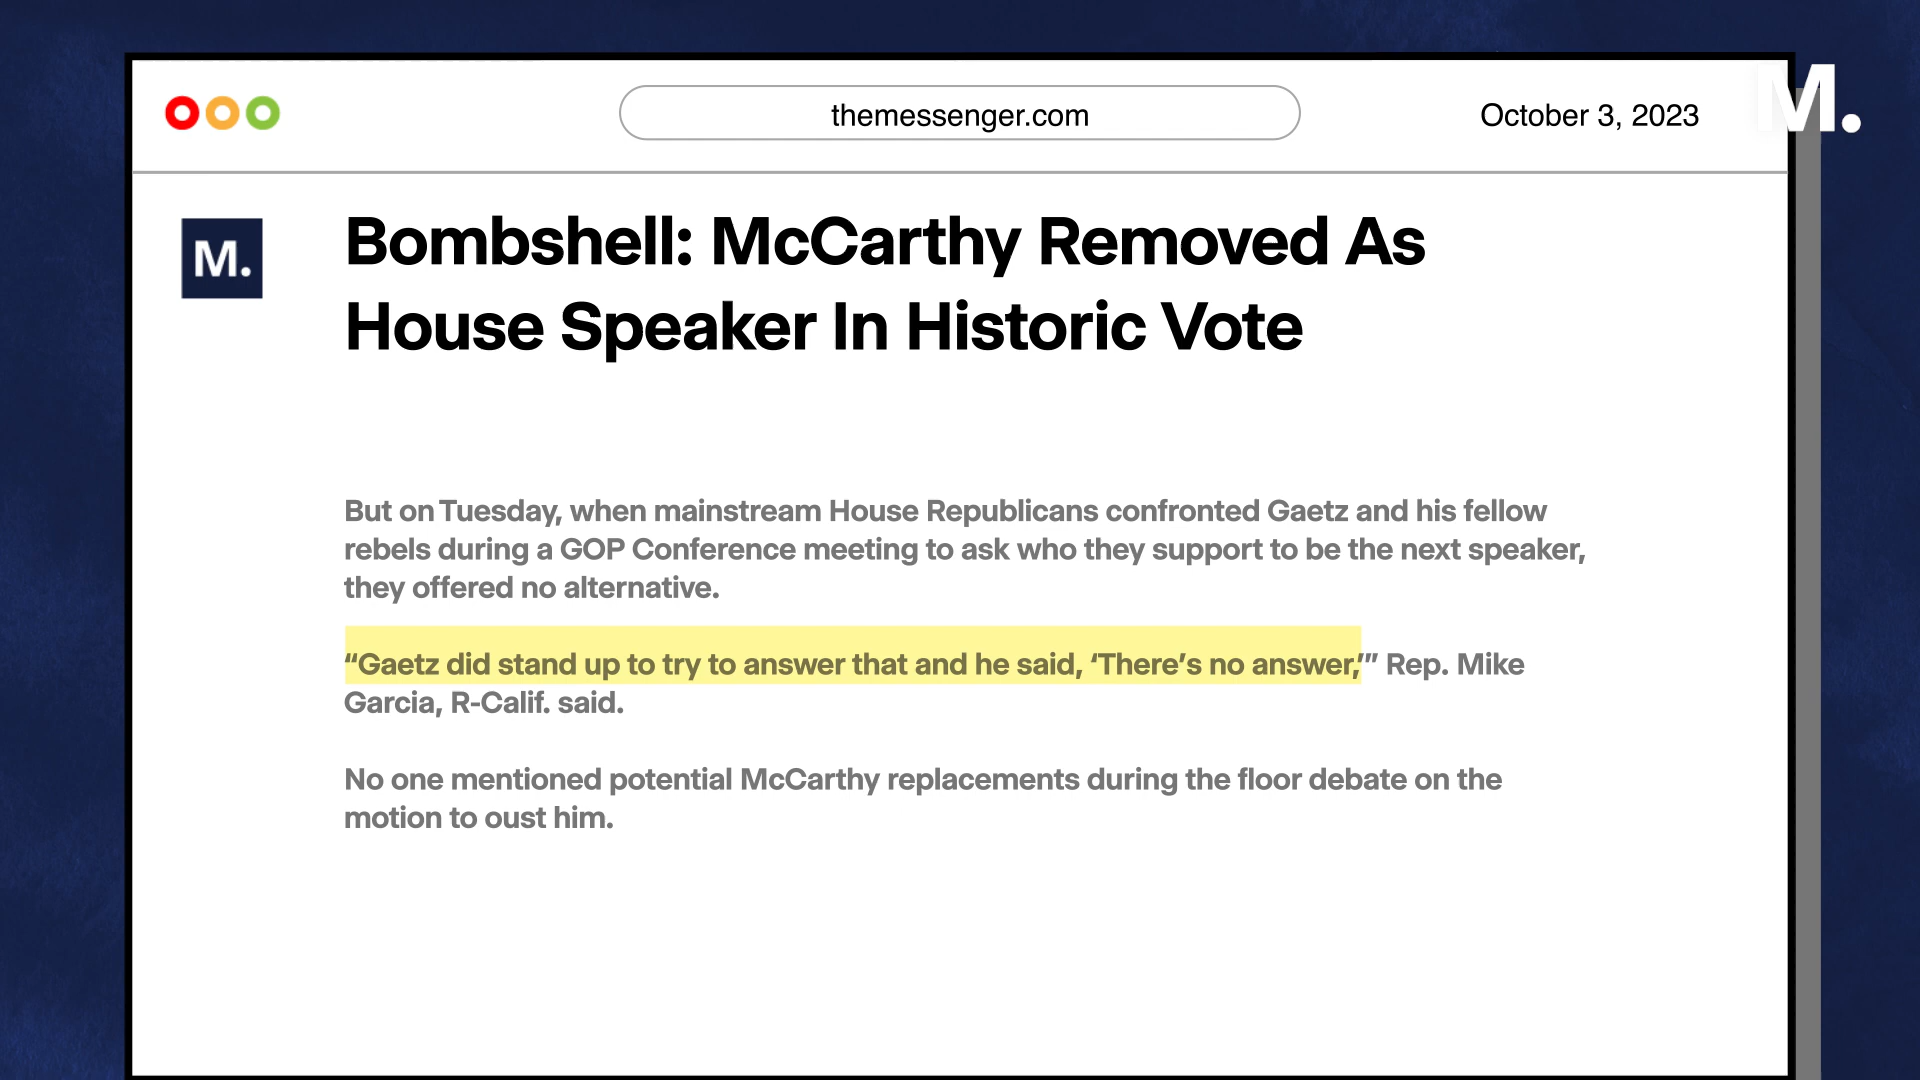 themessenger.com
October 3, 2023
M.
M.
Bombshell: McCarthy Removed As
House Speaker In Historic Vote
But on Tuesday, when mainstream House Republicans confronted Gaetz and his fellow
rebels during a GOP Conference meeting to ask who they support to be the next speaker,
they offered no alternative.
“Gaetz did stand up to try to answer that and he said, ‘There’s no answer,’” Rep. Mike
Garcia, R-Calif. said.
No one mentioned potential McCarthy replacements during the floor debate on the
motion to oust him.